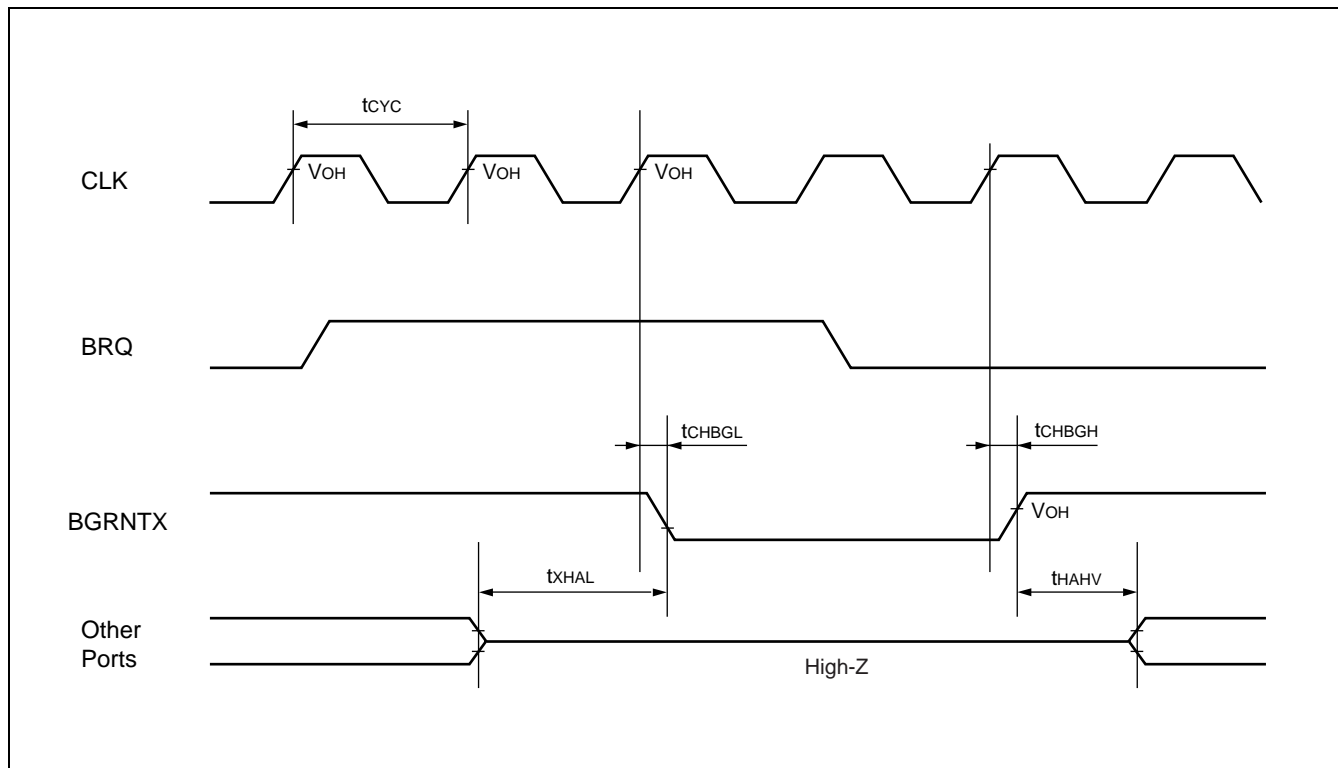 tCYC
CLK
VOH
VOH
VOH
BRQ
tCHBGL
tCHBGH
BGRNTX
VOH
tXHAL
tHAHV
Other
Ports
High-Z